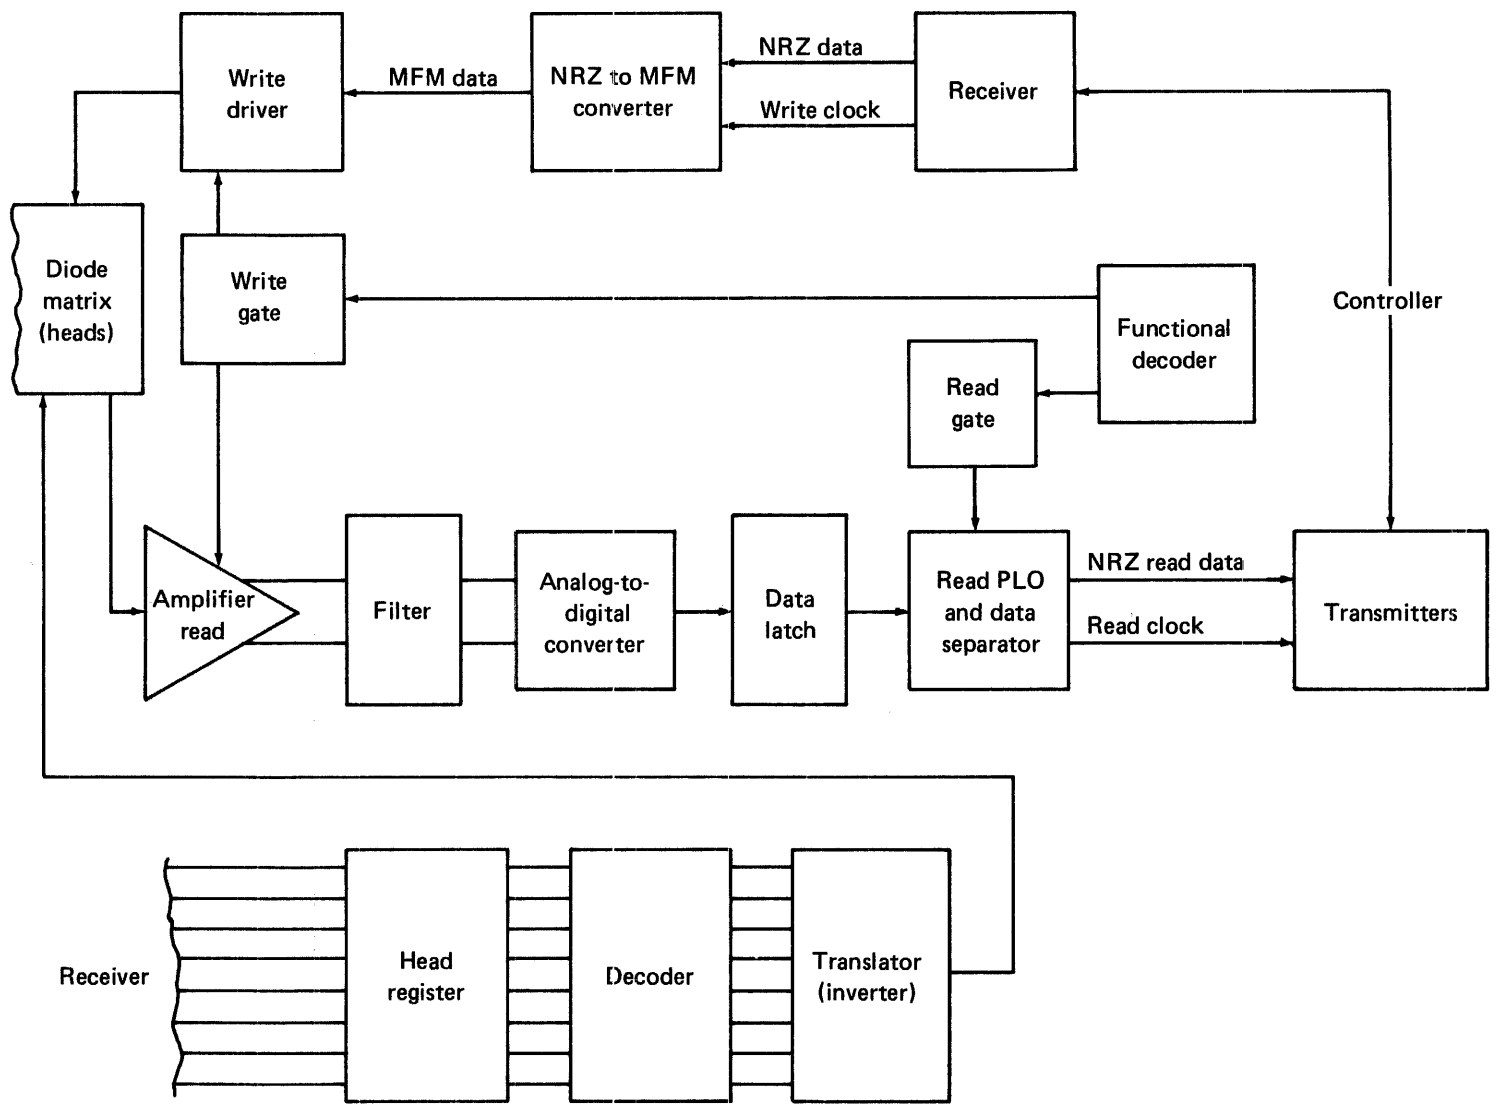 Write
driver
MFM data
NRZ to MFM
converter
NRZ data
Write clock
Receiver
Diode
matrix
(heads)
Write
gate
Functional
decoder
Controller
Read
gate
Amplifier
read
Filter
Analog-to-
digital
converter
Data
latch
Read PLO
and data
separator
NRZ read data
Read clock
Transmitters
Receiver
Head
register
Decoder
Translator
(inverter)